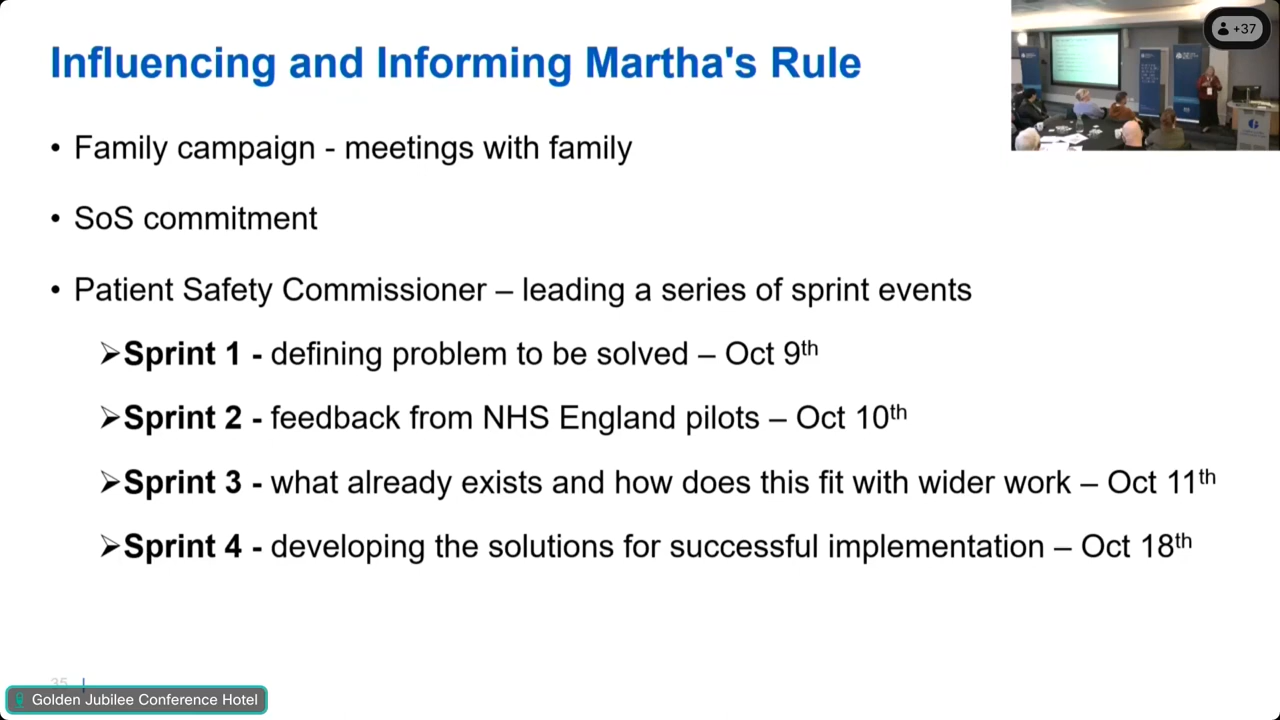 Influencing and Informing Martha's Rule
+37
• Family campaign - meetings with family
• SoS commitment
• Patient Safety Commissioner – leading a series of sprint events
➢Sprint 1 - defining problem to be solved – Oct 9th
➢Sprint 2 - feedback from NHS England pilots – Oct 10th
➢Sprint 3 - what already exists and how does this fit with wider work – Oct 11th
➢Sprint 4 - developing the solutions for successful implementation – Oct 18th
35 |
Golden Jubilee Conference Hotel